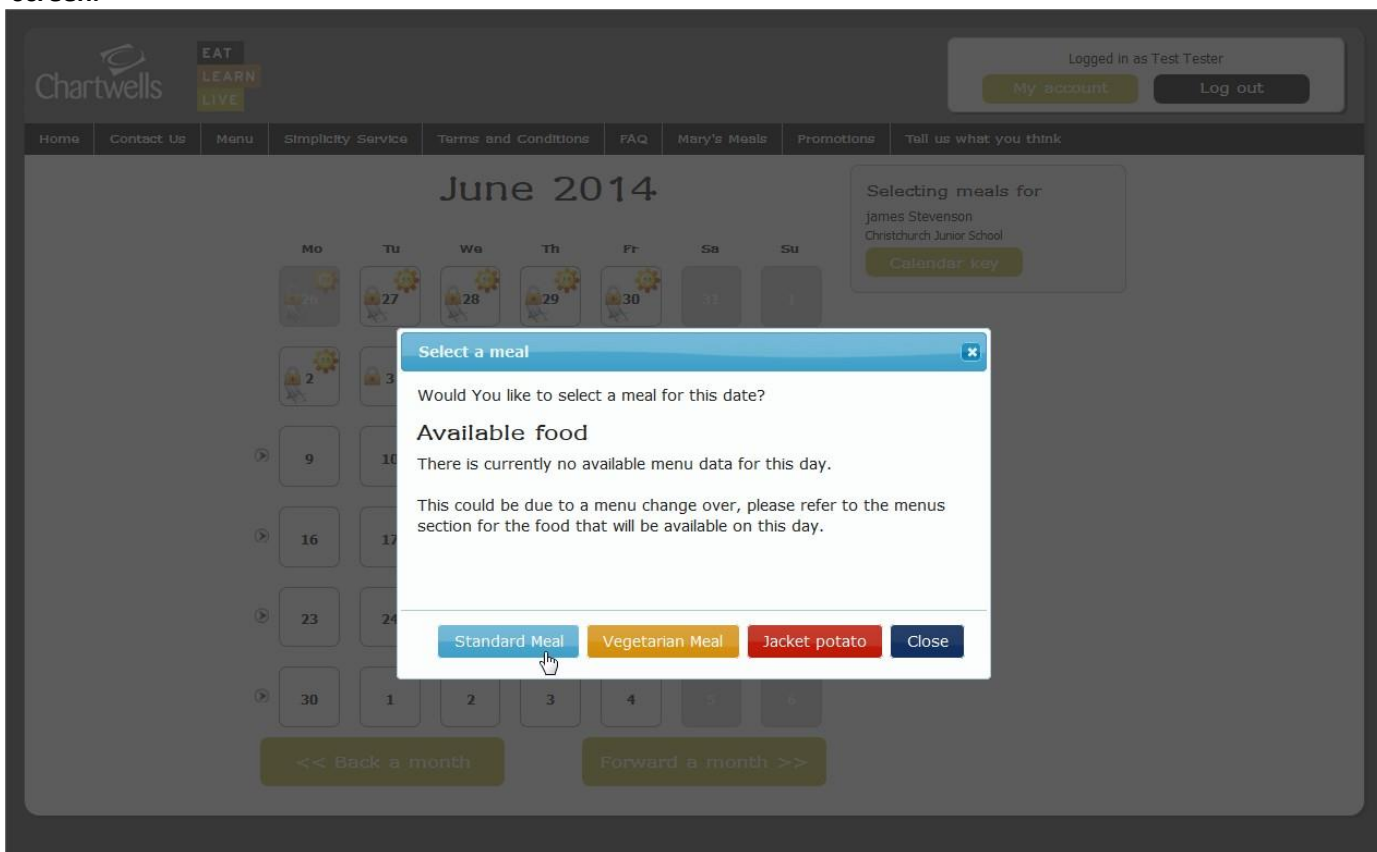 Chartwells
EAT
LEARN
LIVE
Logged in as Test Tester
My account Log out
Home Contact Us Menu Simplicity Service Terms and Conditions FAQ Mary's Meals Promotions Tell us what you think
June 2014
Selecting meals for
james Stevenson
Christchurch Junior School
Calendar key
Mo Tu We Th Fr Sa Su
26 27 28 29 30 31 1
2 3
Select a meal
Would You like to select a meal for this date?
Available food
There is currently no available menu data for this day.
This could be due to a menu change over, please refer to the menus
section for the food that will be available on this day.
9 10
16 17
23 24
Standard Meal Vegetarian Meal Jacket potato Close
30 1 2 3 4 5 6
<< Back a month Forward a month >>